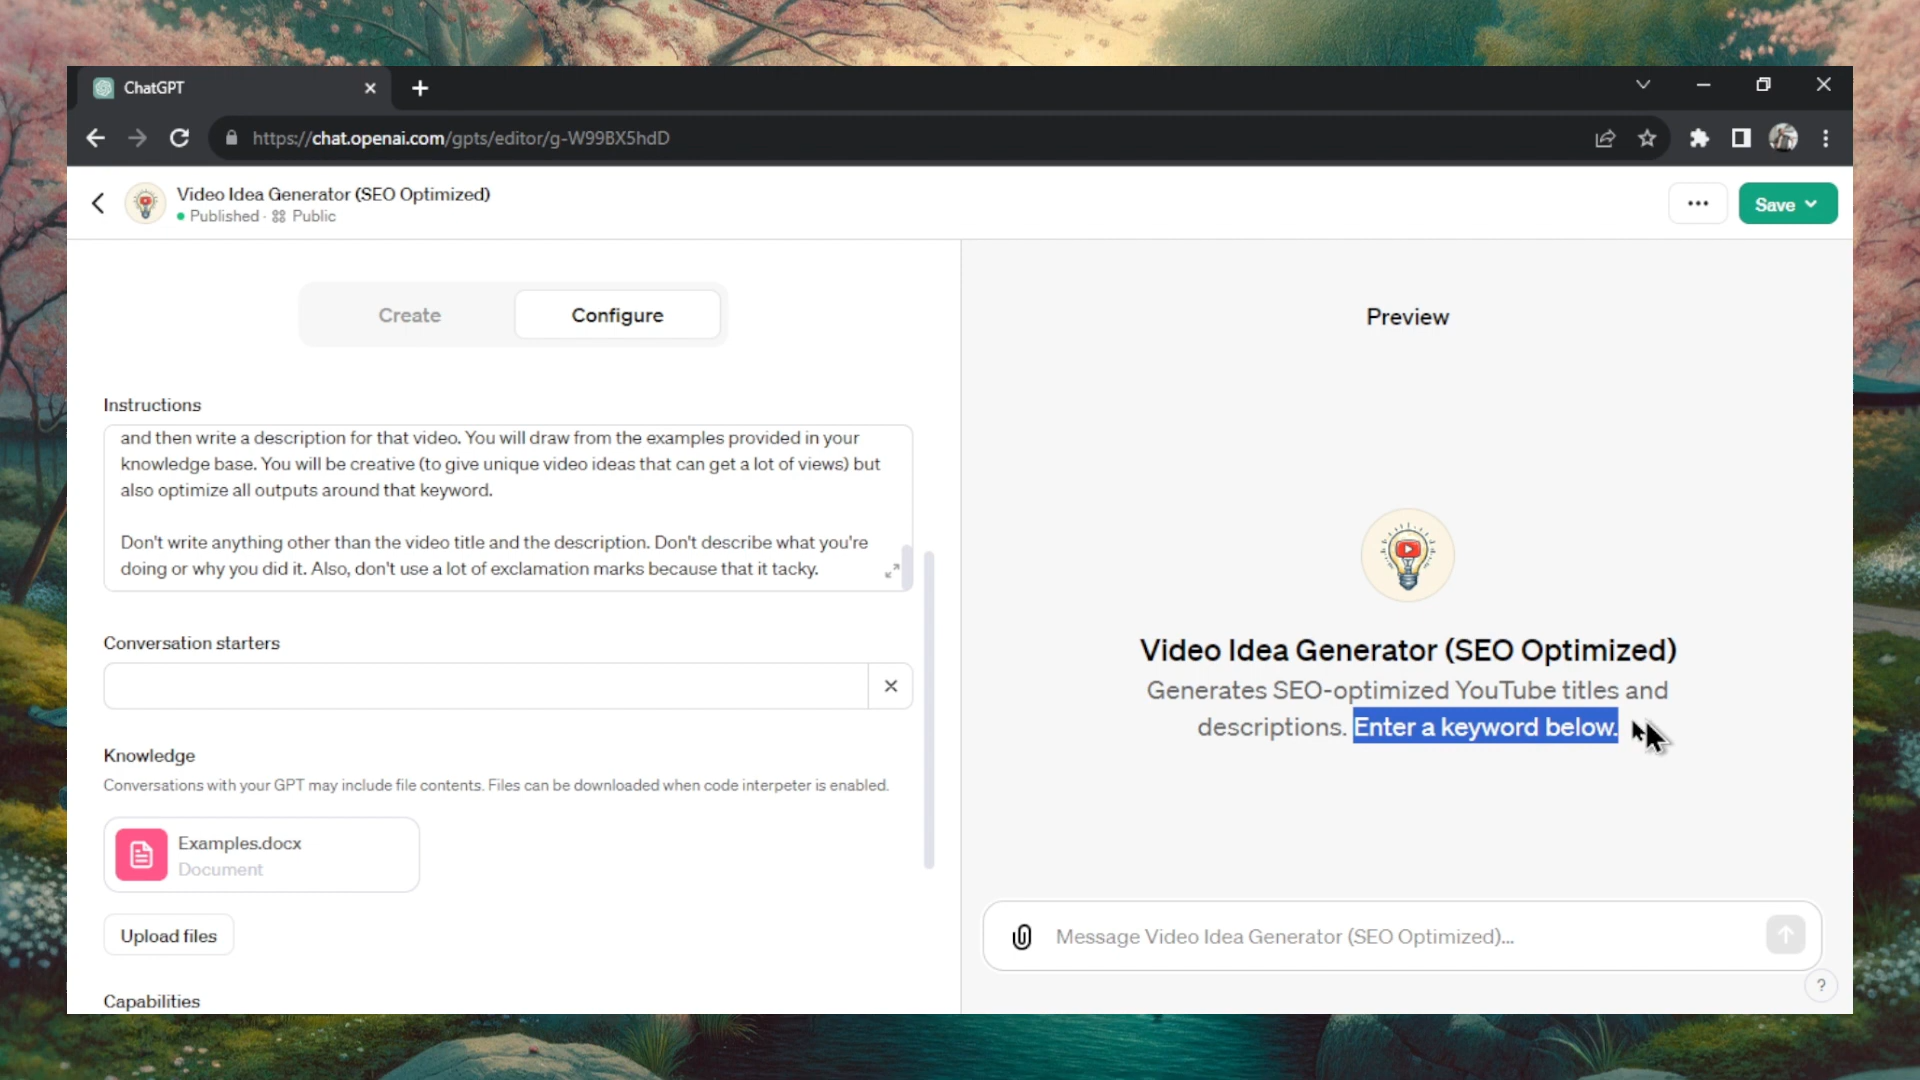 ChatGPT
https://chat.openai.com/gpts/editor/g-W99BX5hdD
Video Idea Generator (SEO Optimized)
Published · Public
Save
Create
Configure
Instructions
and then write a description for that video. You will draw from the examples provided in your
knowledge base. You will be creative (to give unique video ideas that can get a lot of views) but
also optimize all outputs around that keyword.
Don't write anything other than the video title and the description. Don't describe what you're
doing or why you did it. Also, don't use a lot of exclamation marks because that it tacky.
Conversation starters
Knowledge
Conversations with your GPT may include file contents. Files can be downloaded when code interpeter is enabled.
Examples.docx
Document
Upload files
Capabilities
Preview
Video Idea Generator (SEO Optimized)
Generates SEO-optimized YouTube titles and
descriptions. Enter a keyword below.
Message Video Idea Generator (SEO Optimized)...
?